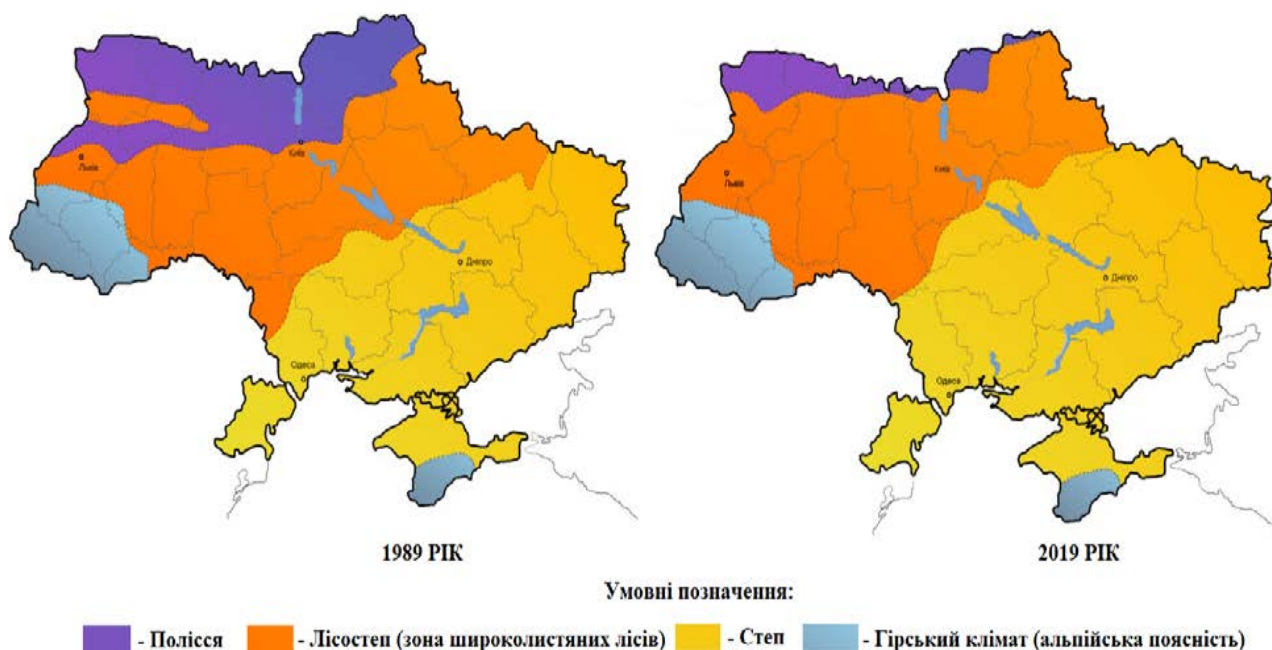 Львів
Київ
Дніпро
Одеса
Львів
Київ
Дніпро
Одеса
1989 РІК
2019 РІК
Умовні позначення:
- Полісся - Лісостеп (зона широколистяних лісів) - Степ - Гірський клімат (альпійська поясність)